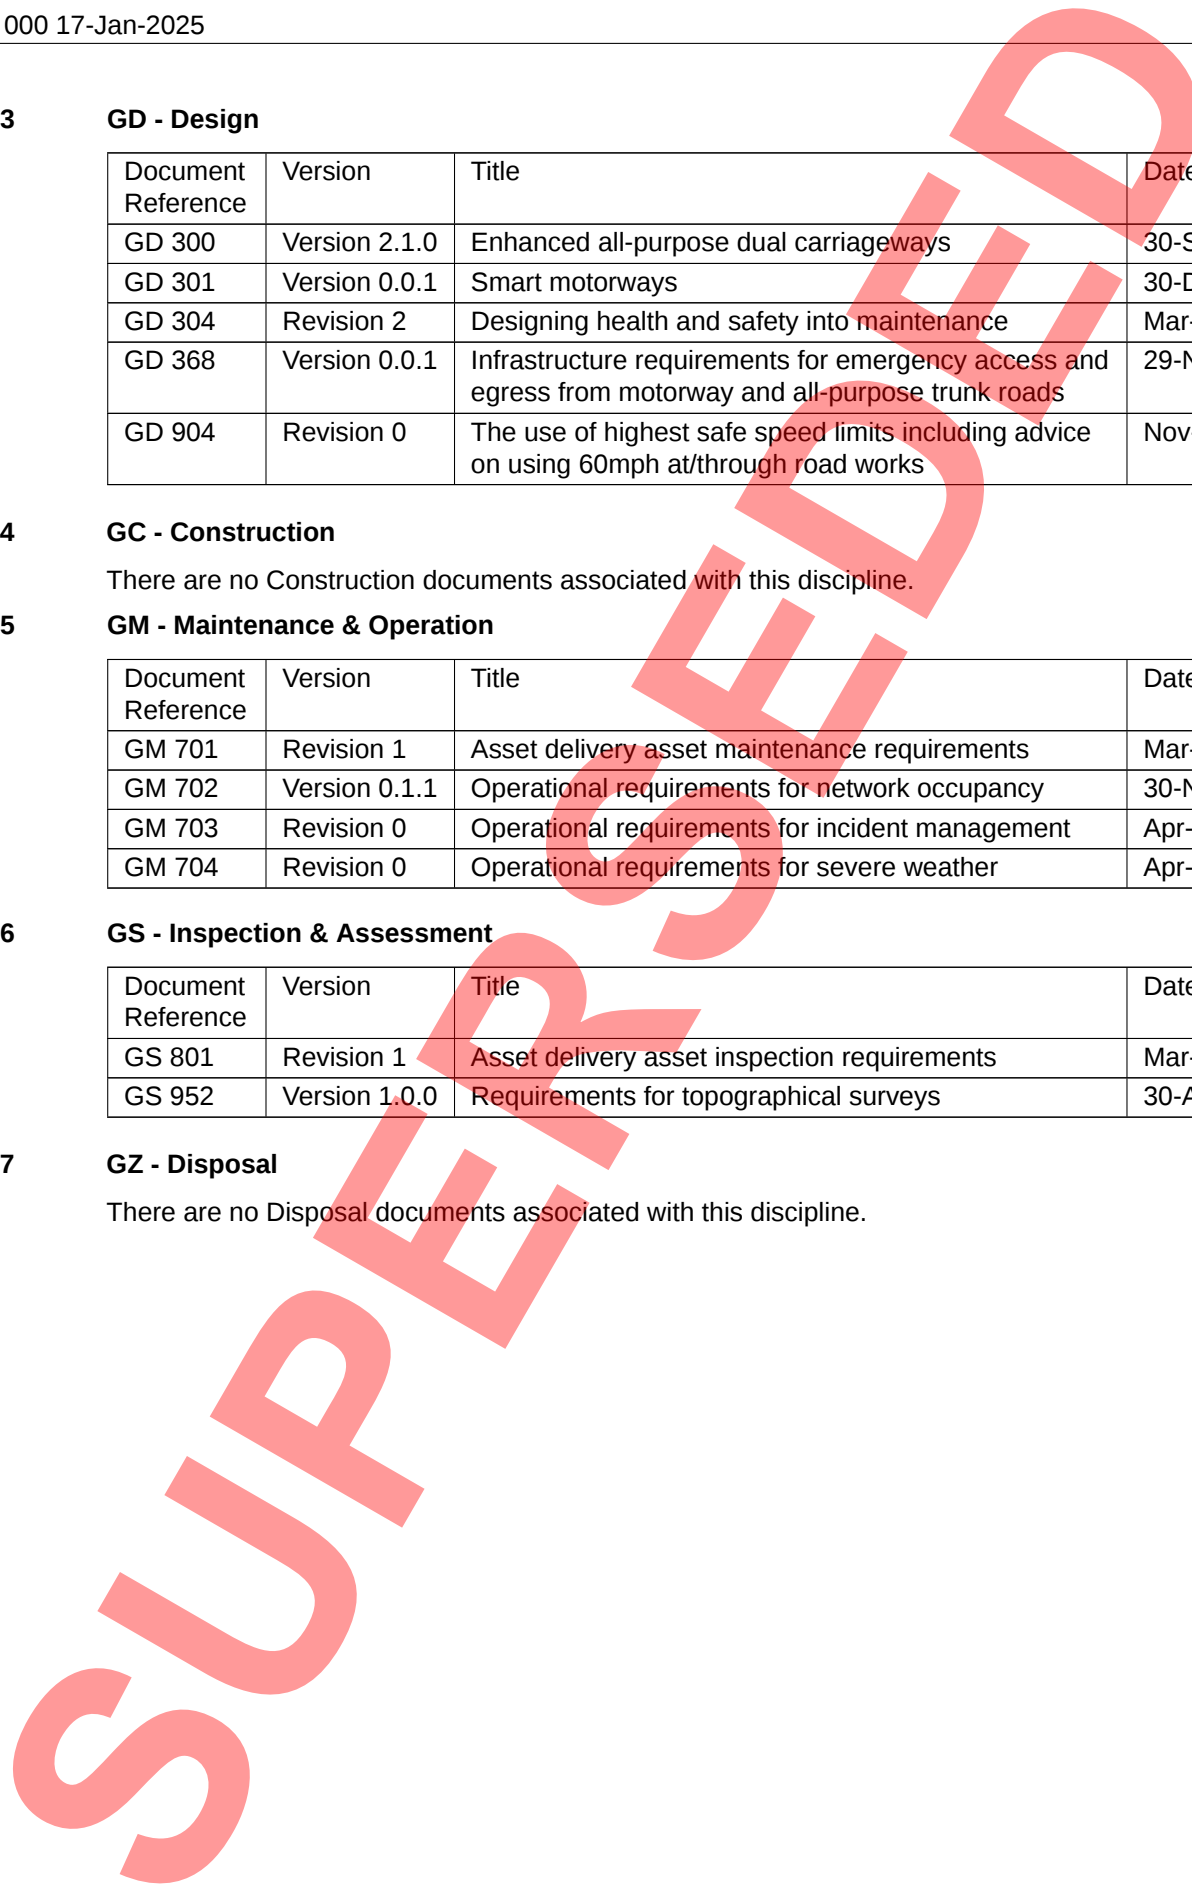 000 17-Jan-2025
3 GD - Design
Document Version Title Date
Reference
GD 300 Version 2.1.0 Enhanced all-purpose dual carriageways 30-S
GD 301 Version 0.0.1 Smart motorways 30-D
GD 304 Revision 2 Designing health and safety into maintenance Mar-
GD 368 Version 0.0.1 Infrastructure requirements for emergency access and 29-N
egress from motorway and all-purpose trunk roads
GD 904 Revision 0 The use of highest safe speed limits including advice Nov-
on using 60mph at/through road works
4 GC - Construction
There are no Construction documents associated with this discipline.
5 GM - Maintenance & Operation
Document Version Title Date
Reference
GM 701 Revision 1 Asset delivery asset maintenance requirements Mar-
GM 702 Version 0.1.1 Operational requirements for network occupancy 30-N
GM 703 Revision 0 Operational requirements for incident management Apr-
GM 704 Revision 0 Operational requirements for severe weather Apr-
6 GS - Inspection & Assessment
Document Version Title Date
Reference
GS 801 Revision 1 Asset delivery asset inspection requirements Mar-
GS 952 Version 1.0.0 Requirements for topographical surveys 30-A
7 GZ - Disposal
There are no Disposal documents associated with this discipline.
SUPERSEDED